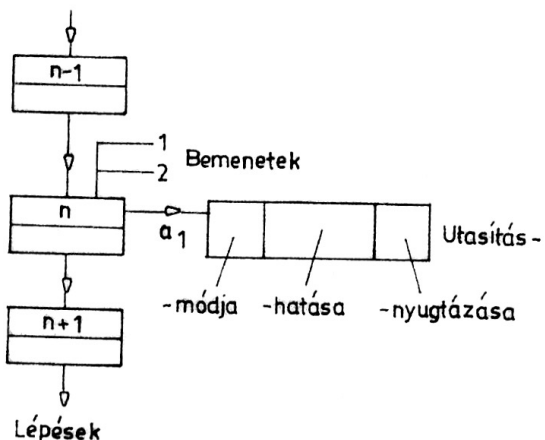 n-1
1
Bemenetek
2
n
a1
Utasítás-
-módja
-hatása
-nyugtázása
n+1
Lépések